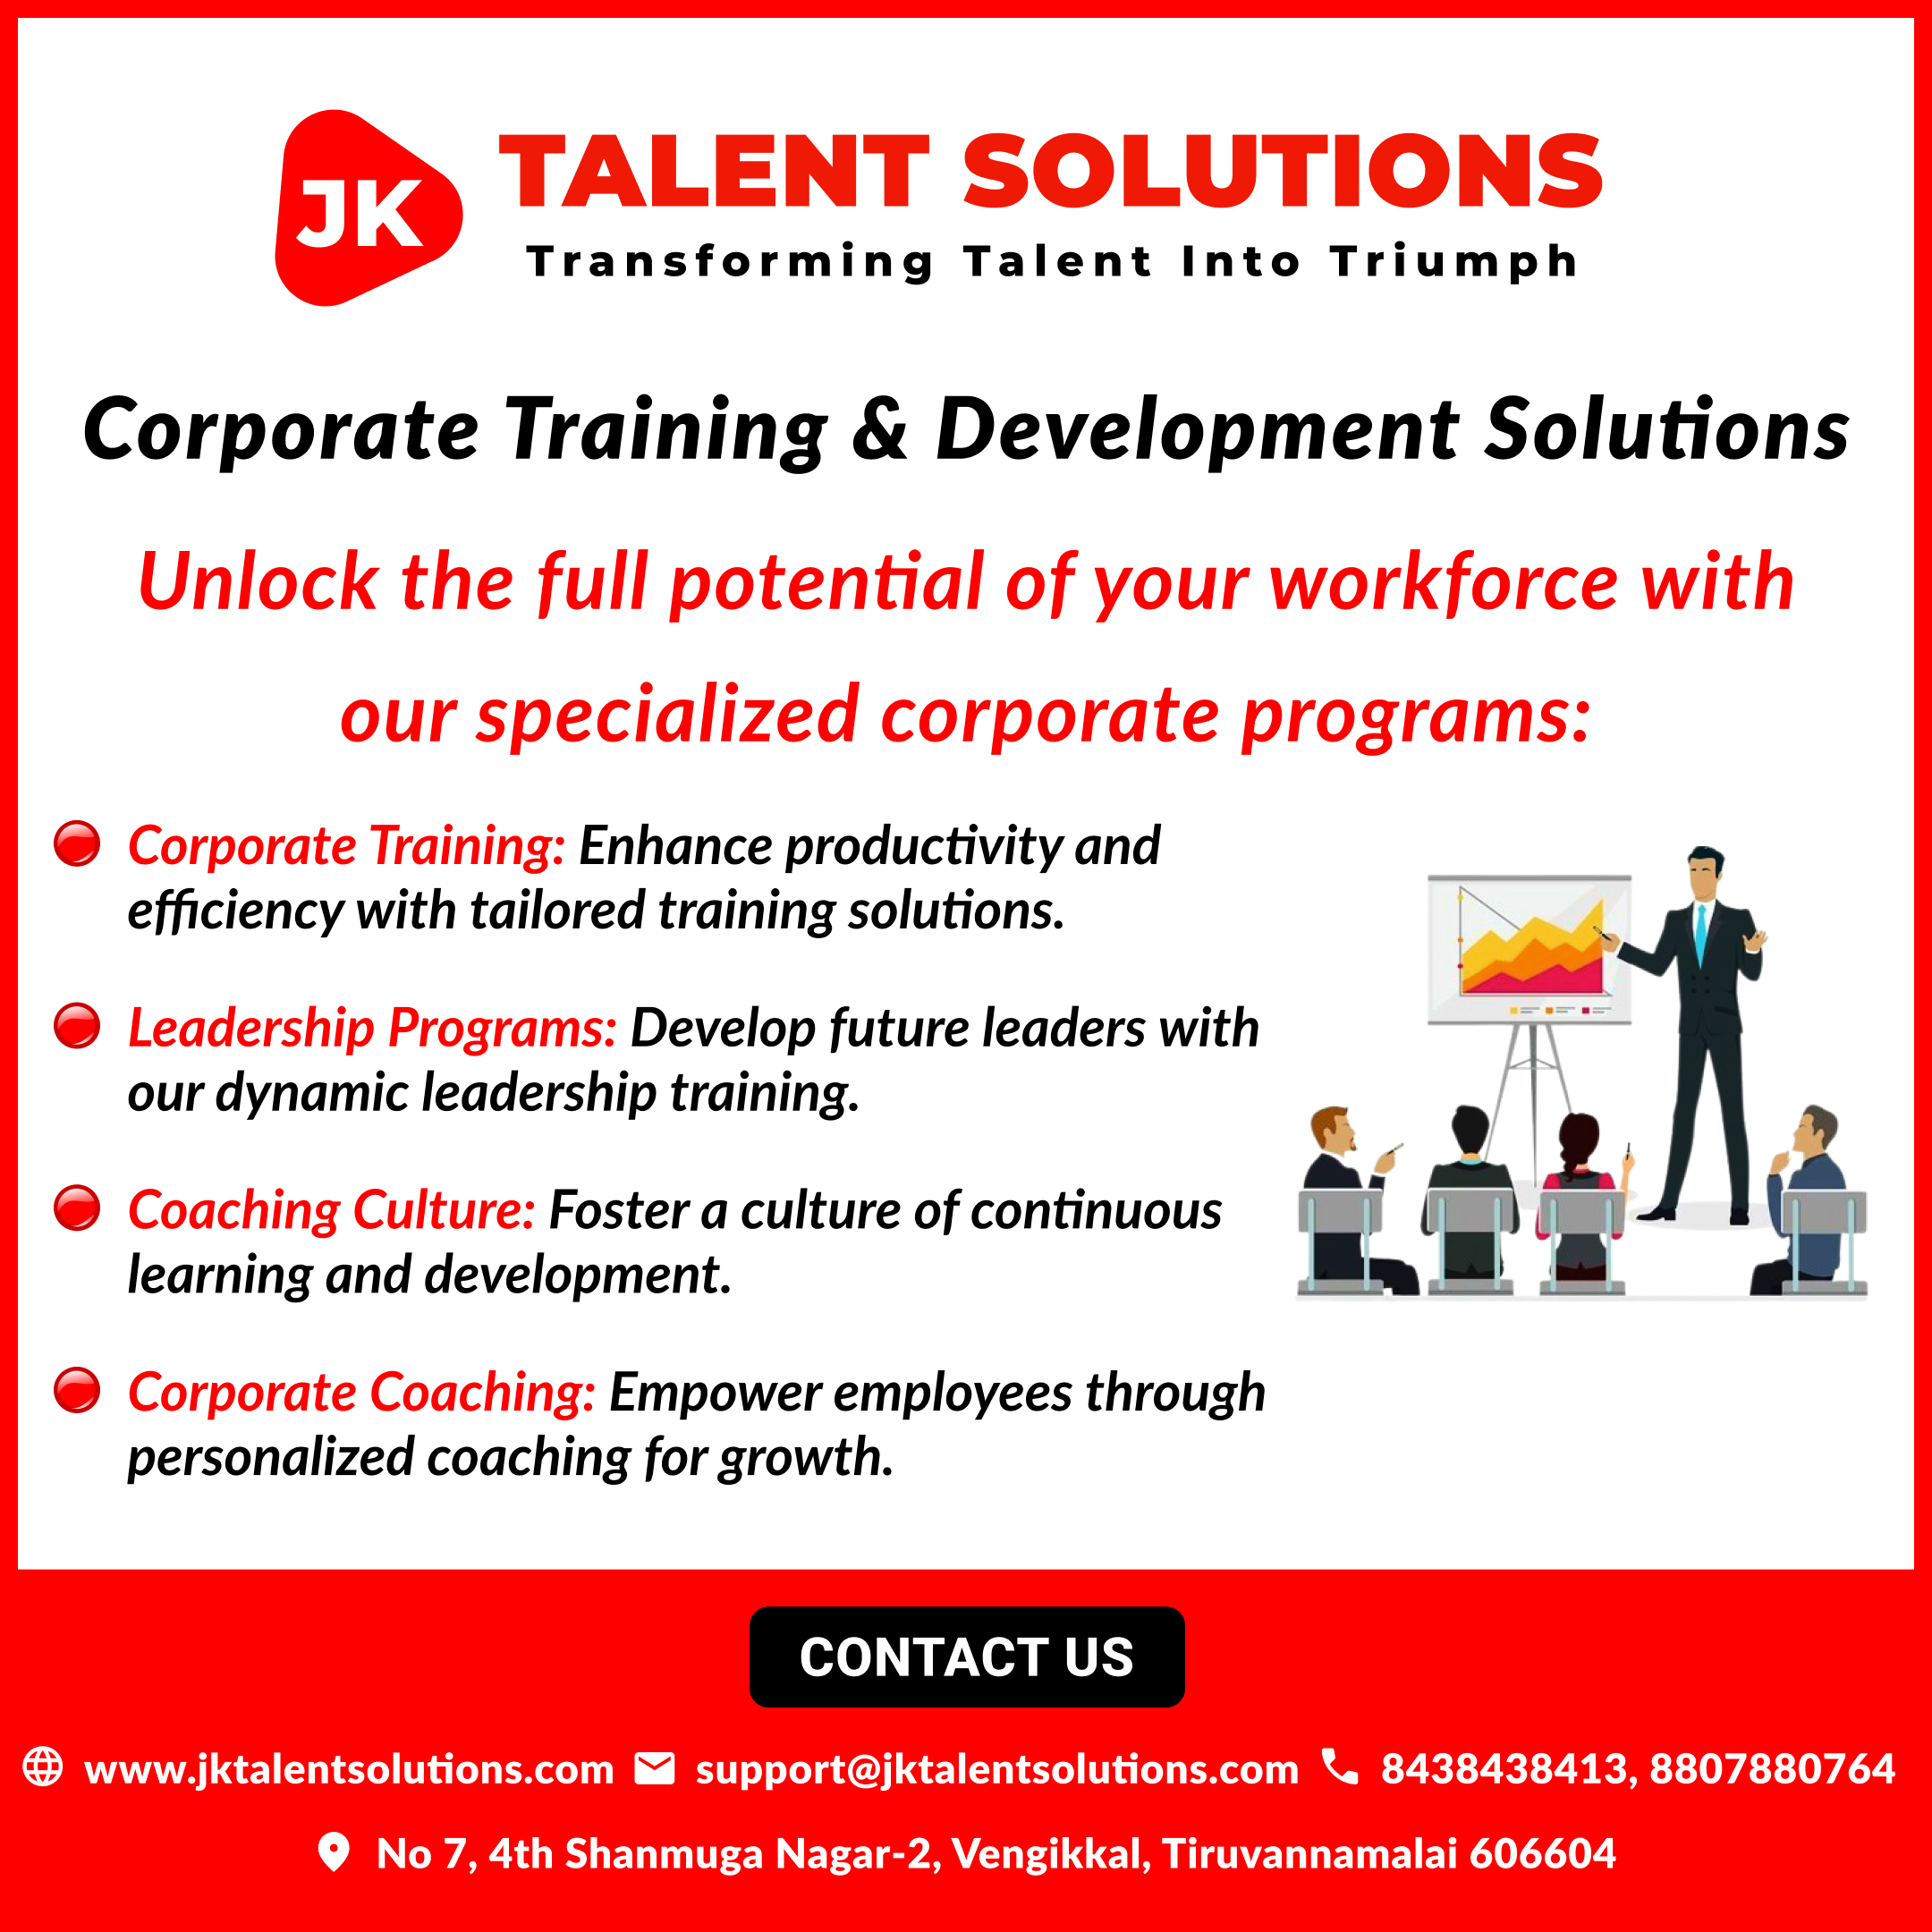 JK
TALENT SOLUTIONS
Transforming Talent Into Triumph
Corporate Training & Development Solutions
Unlock the full potential of your workforce with
our specialized corporate programs:
Corporate Training: Enhance productivity and
efficiency with tailored training solutions.
Leadership Programs: Develop future leaders with
our dynamic leadership training.
Coaching Culture: Foster a culture of continuous
learning and development.
Corporate Coaching: Empower employees through
personalized coaching for growth.
CONTACT US
www.jktalentsolutions.com support@jktalentsolutions.com 8438438413, 8807880764
No 7, 4th Shanmuga Nagar-2, Vengikkal, Tiruvannamalai 606604